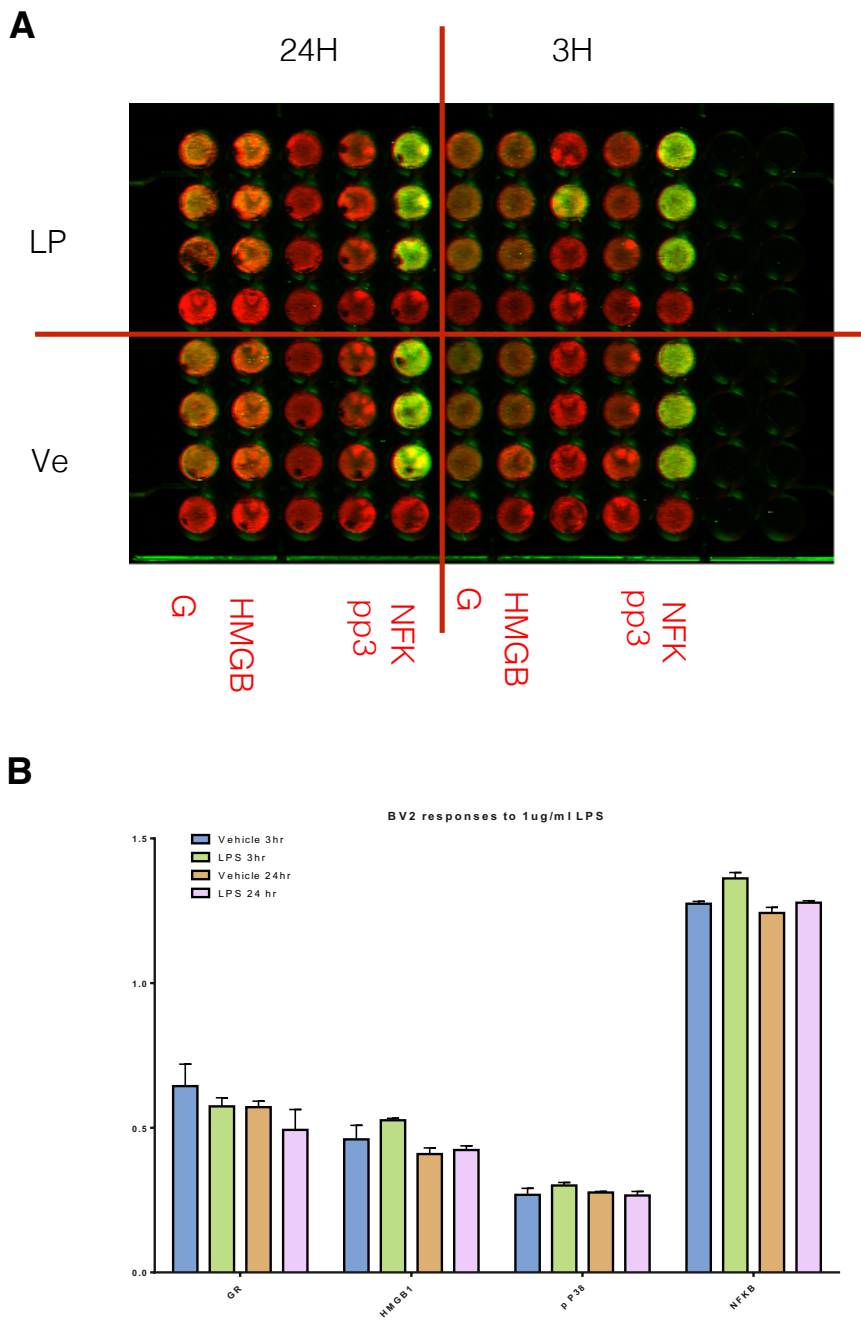 A
24H 3H
LP
Ve
G HMGB pp3 NFK G HMGB pp3 NFK
B
BV2 responses to 1ug/ml LPS
Vehicle 3hr
LPS 3hr
Vehicle 24hr
LPS 24 hr
1.5
1.0
0.5
0.0
GR HMGB1 pP38 NFKB